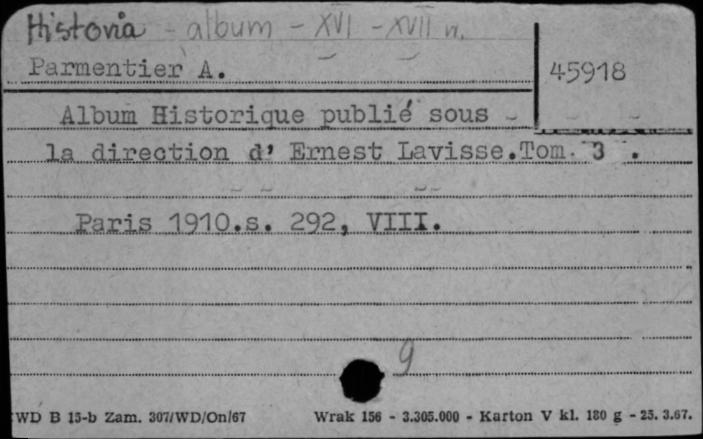 Historia - album - XVI - XVII w.
Parmentier A.
45918
Album Historique publié sous -
la direction d' Ernest Lavisse.Tom. 3 .
Paris 1910.s. 292, VIII.
9
WD B 15-b Zam. 307/WD/On/67 Wrak 156 - 3.305.000 - Karton V kl. 180 g - 25. 3.67.